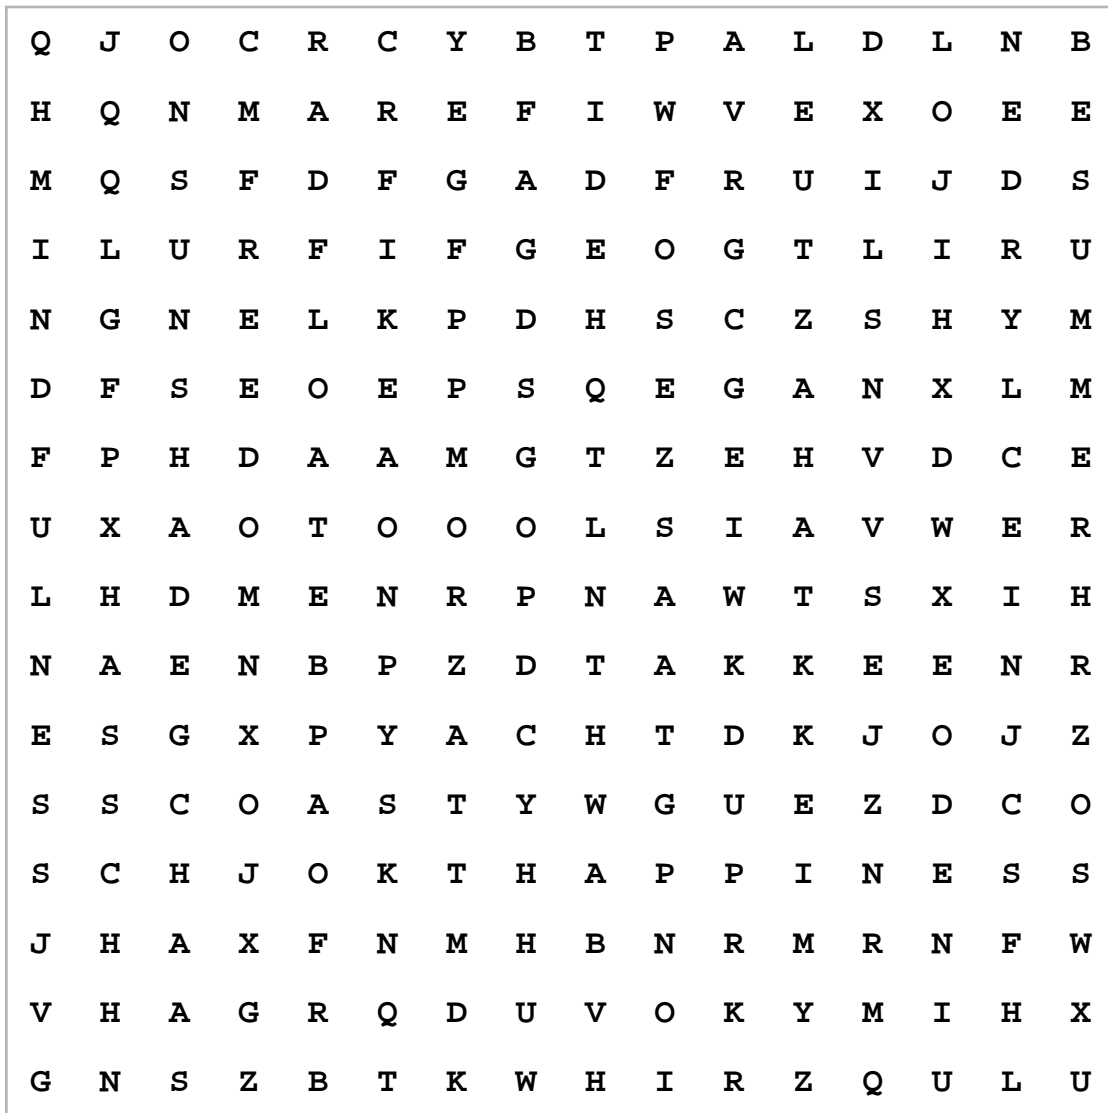 Q J O C R C Y B T P A L D L N B
H Q N M A R E F I W V E X O E E
M Q S F D F G A D F R U I J D S
I L U R F I F G E O G T L I R U
N G N E L K P D H S C Z S H Y M
D F S E O E P S Q E G A N X L M
F P H D A A M G T Z E H V D C E
U X A O T O O O L S I A V W E R
L H D M E N R P N A W T S X I H
N A E N B P Z D T A K K E E N R
E S G X P Y A C H T D K J O J Z
S S C O A S T Y W G U E Z D C O
S C H J O K T H A P P I N E S S
J H A X F N M H B N R M R N F W
V H A G R Q D U V O K Y M I H X
G N S Z B T K W H I R Z Q U L U